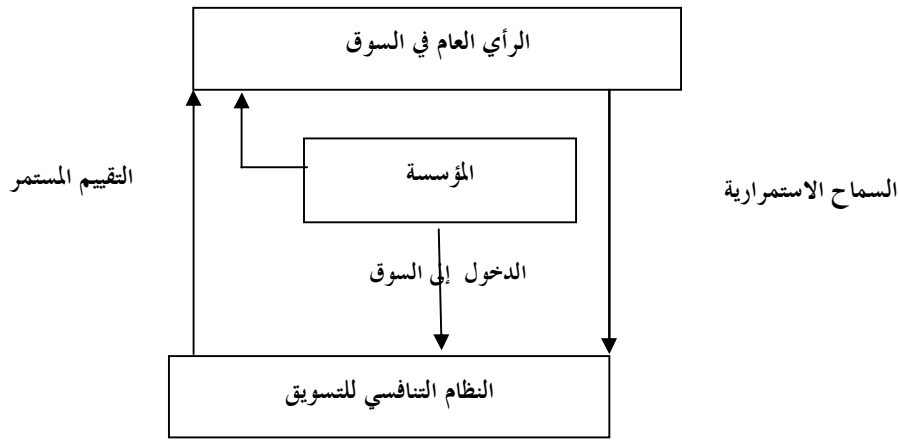 الرأي العام في السوق
المؤسسة
التقييم المستمر
السماح الاستمرارية
الدخول إلى السوق
النظام التنافسي للتسويق